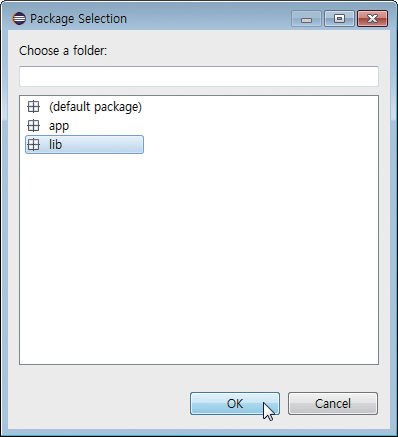 Package Selection
Choose a folder:
(default package)
app
lib
OK
Cancel